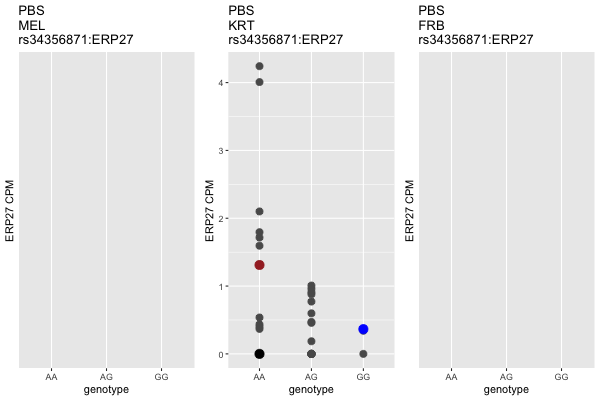 PBS
MEL
rs34356871:ERP27
ERP27 CPM
AA AG GG
genotype
PBS
KRT
rs34356871:ERP27
ERP27 CPM
4
3
2
1
0
AA AG GG
genotype
PBS
FRB
rs34356871:ERP27
ERP27 CPM
AA AG GG
genotype